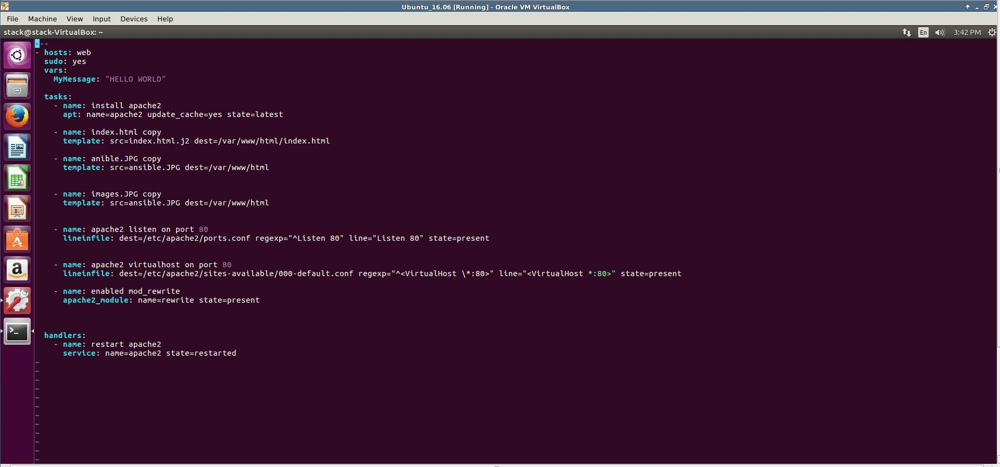 Ubuntu_16.06 [Running] - Oracle VM VirtualBox
File Machine View Input Devices Help
stack@stack-VirtualBox: ~ En 3:42 PM
---
- hosts: web
  sudo: yes
  vars:
    MyMessage: "HELLO WORLD"
  tasks:
    - name: install apache2
      apt: name=apache2 update_cache=yes state=latest
    - name: index.html copy
      template: src=index.html.j2 dest=/var/www/html/index.html
    - name: anible.JPG copy
      template: src=ansible.JPG dest=/var/www/html
    - name: images.JPG copy
      template: src=ansible.JPG dest=/var/www/html
    - name: apache2 listen on port 80
      lineinfile: dest=/etc/apache2/ports.conf regexp="^Listen 80" line="Listen 80" state=present
    - name: apache2 virtualhost on port 80
      lineinfile: dest=/etc/apache2/sites-available/000-default.conf regexp="^<VirtualHost \*:80>" line="<VirtualHost *:80>" state=present
    - name: enabled mod_rewrite
      apache2_module: name=rewrite state=present
  handlers:
    - name: restart apache2
      service: name=apache2 state=restarted
~
~
~
~
~
~
~
~
~
~
~
~